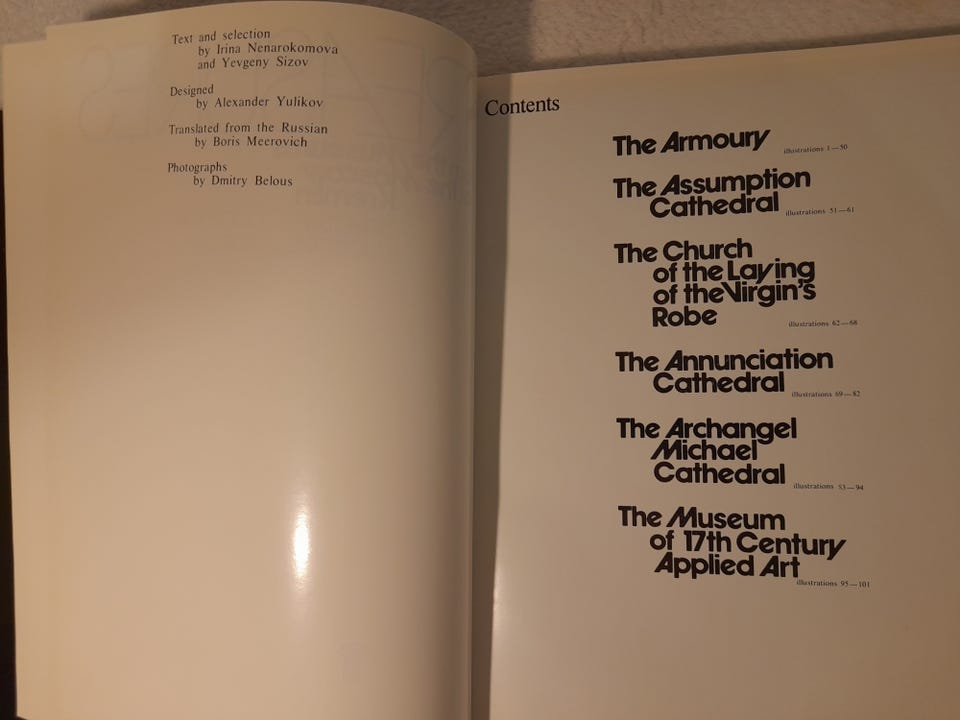 Text and selection
by Irina Nenarokomova
and Yevgeny Sizov
Designed
by Alexander Yulikov
Translated from the Russian
by Boris Meerovich
Photographs
by Dmitry Belous
Contents
The Armoury illustrations 1—50
The Assumption
Cathedral illustrations 51—61
The Church
of the Laying
of the Virgin's
Robe illustrations 62—68
The Annunciation
Cathedral illustrations 69—82
The Archangel
Michael
Cathedral illustrations 83—94
The Museum
of 17th Century
Applied Art
illustrations 95—101